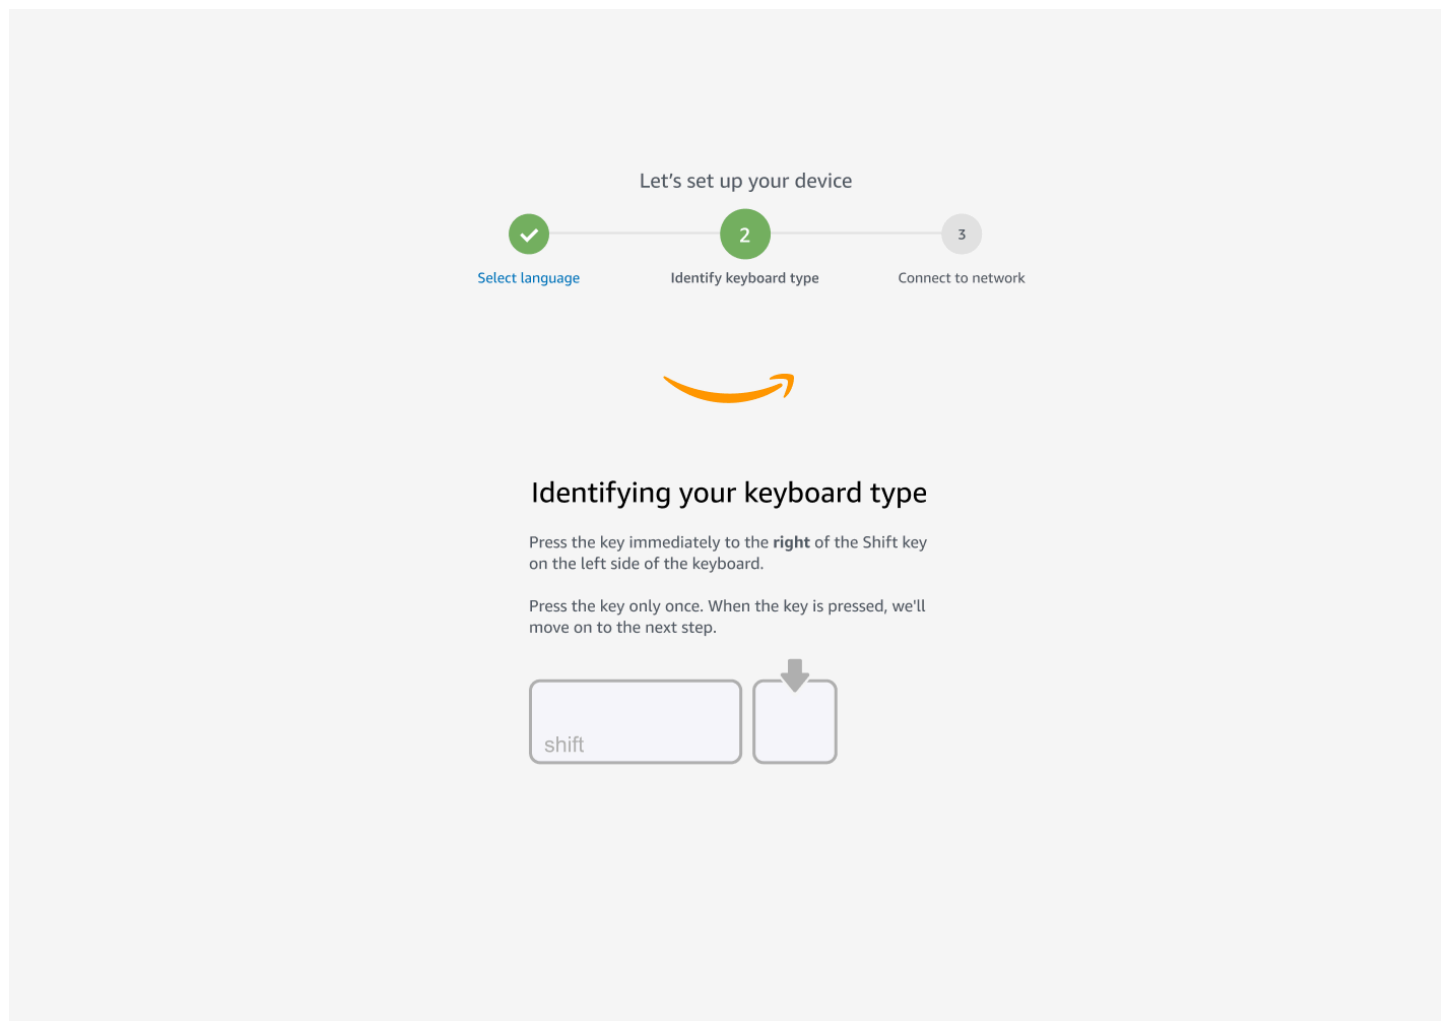 Let’s set up your device
2
3
Select language
Identify keyboard type
Connect to network
Identifying your keyboard type
Press the key immediately to the right of the Shift key
on the left side of the keyboard.
Press the key only once. When the key is pressed, we'll
move on to the next step.
shift